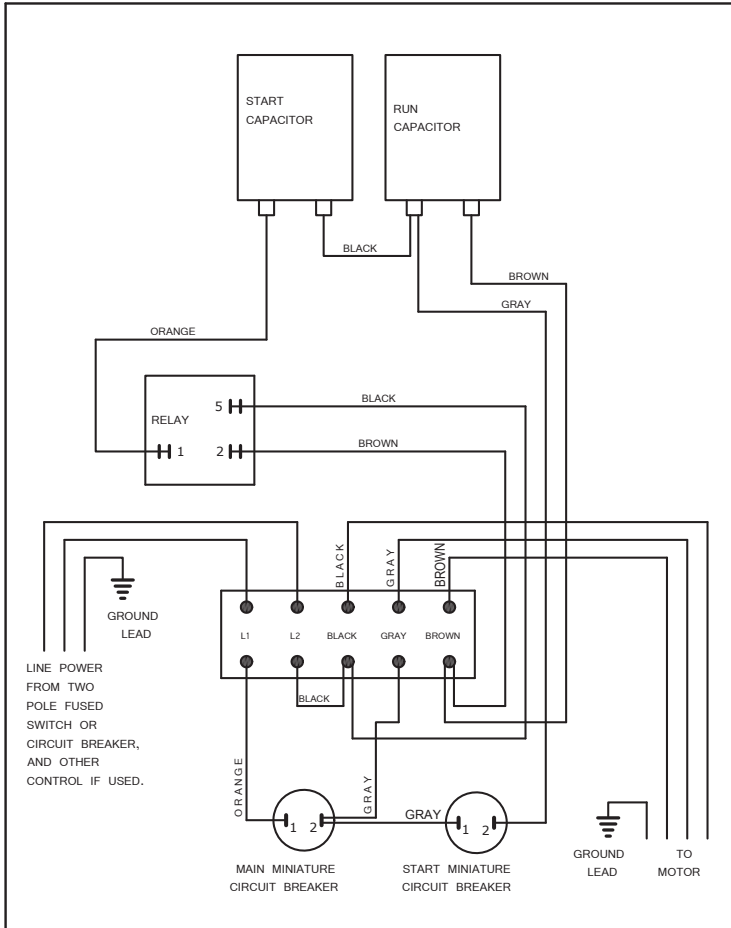 START
CAPACITOR
RUN
CAPACITOR
BLACK
BROWN
GRAY
ORANGE
BLACK
5
RELAY
BROWN
1
2
BLACK
GRAY
BROWN
GROUND
LEAD
L1
L2
BLACK
GRAY
BROWN
LINE POWER
FROM TWO
POLE FUSED
SWITCH OR
CIRCUIT BREAKER,
AND OTHER
CONTROL IF USED.
BLACK
ORANGE
GRAY
GRAY
1
2
1
2
MAIN MINIATURE
CIRCUIT BREAKER
START MINIATURE
CIRCUIT BREAKER
GROUND
LEAD
TO
MOTOR